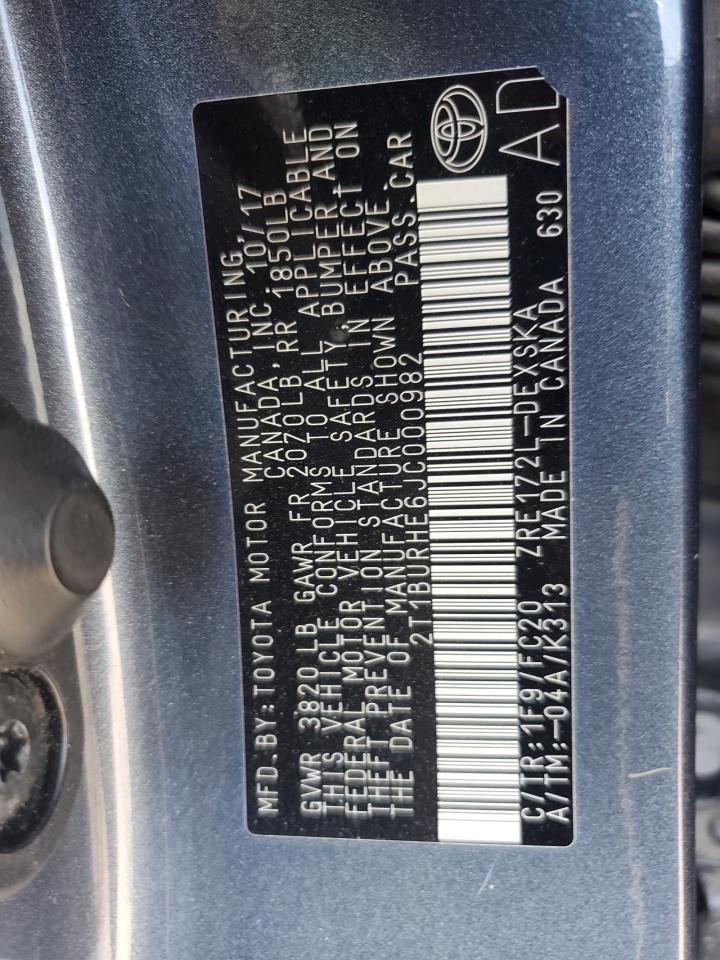 MFD.BY:TOYOTA MOTOR MANUFACTURING
CANADA, INC. 10/17
GVWR 3820 LB GAWR FR 2070LB, RR 1850LB
THIS VEHICLE CONFORMS TO ALL APPLICABLE
FEDERAL MOTOR VEHICLE SAFETY, BUMPER, AND
THEFT PREVENTION STANDARDS IN EFFECT ON
THE DATE OF MANUFACTURE SHOWN ABOVE.
2T1BURHE6JC000982 PASS. CAR
C/TR:1F9/FC20 ZRE172L-DEXSKA
A/TM:-04A/K313 MADE IN CANADA 630